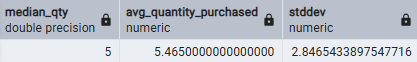 median_qty avg_quantity_purchased stddev
double precision numeric numeric
5 5.4650000000000000 2.8465433897547716